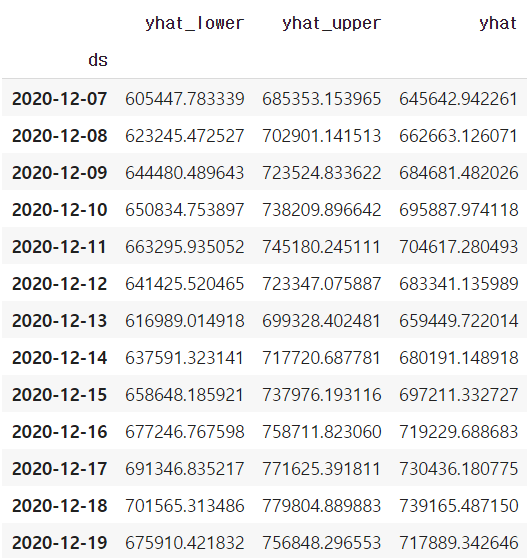 yhat_lower yhat_upper yhat
ds
2020-12-07 605447.783339 685353.153965 645642.942261
2020-12-08 623245.472527 702901.141513 662663.126071
2020-12-09 644480.489643 723524.833622 684681.482026
2020-12-10 650834.753897 738209.896642 695887.974118
2020-12-11 663295.935052 745180.245111 704617.280493
2020-12-12 641425.520465 723347.075887 683341.135989
2020-12-13 616989.014918 699328.402481 659449.722014
2020-12-14 637591.323141 717720.687781 680191.148918
2020-12-15 658648.185921 737976.193116 697211.332727
2020-12-16 677246.767598 758711.823060 719229.688683
2020-12-17 691346.835217 771625.391811 730436.180775
2020-12-18 701565.313486 779804.889883 739165.487150
2020-12-19 675910.421832 756848.296553 717889.342646